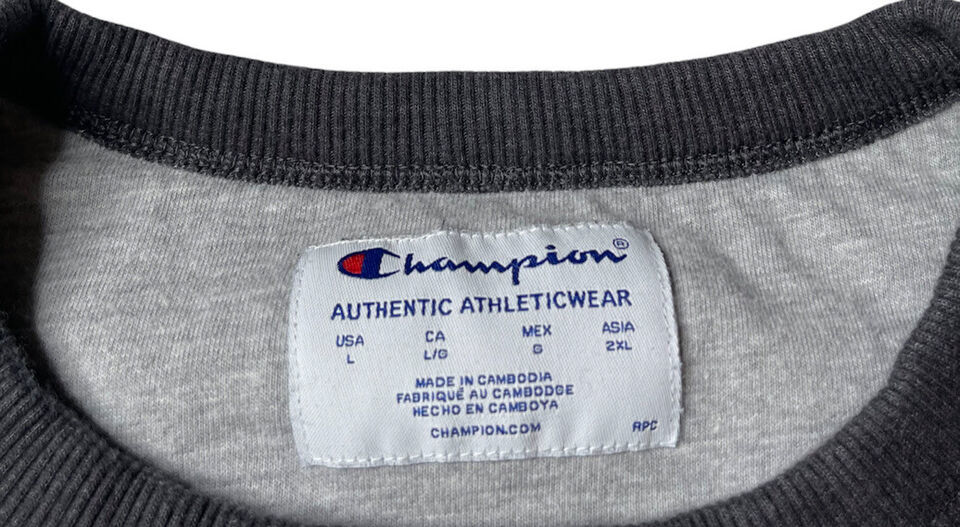 Champion®
AUTHENTIC ATHLETICWEAR
USA CA MEX ASIA
L L/G G 2XL
MADE IN CAMBODIA
FABRIQUÉ AU CAMBODGE
HECHO EN CAMBOYA
CHAMPION.COM RPC